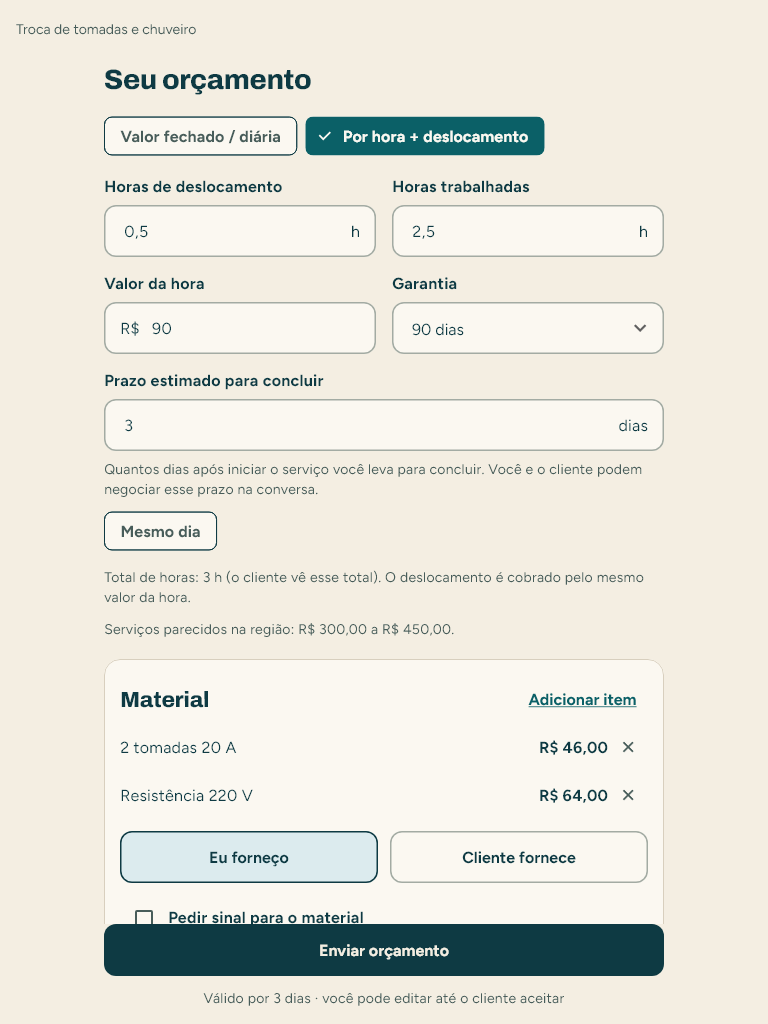 Troca de tomadas e chuveiro
Seu orçamento
Valor fechado / diária
Por hora + deslocamento
Horas de deslocamento
Horas trabalhadas
0,5 h
2,5 h
Valor da hora
Garantia
R$ 90
90 dias
Prazo estimado para concluir
3 dias
Quantos dias após iniciar o serviço você leva para concluir. Você e o cliente podem
negociar esse prazo na conversa.
Mesmo dia
Total de horas: 3 h (o cliente vê esse total). O deslocamento é cobrado pelo mesmo
valor da hora.
Serviços parecidos na região: R$ 300,00 a R$ 450,00.
Material
Adicionar item
2 tomadas 20 A R$ 46,00
Resistência 220 V R$ 64,00
Eu forneço
Cliente fornece
Pedir sinal para o material
Enviar orçamento
Válido por 3 dias · você pode editar até o cliente aceitar